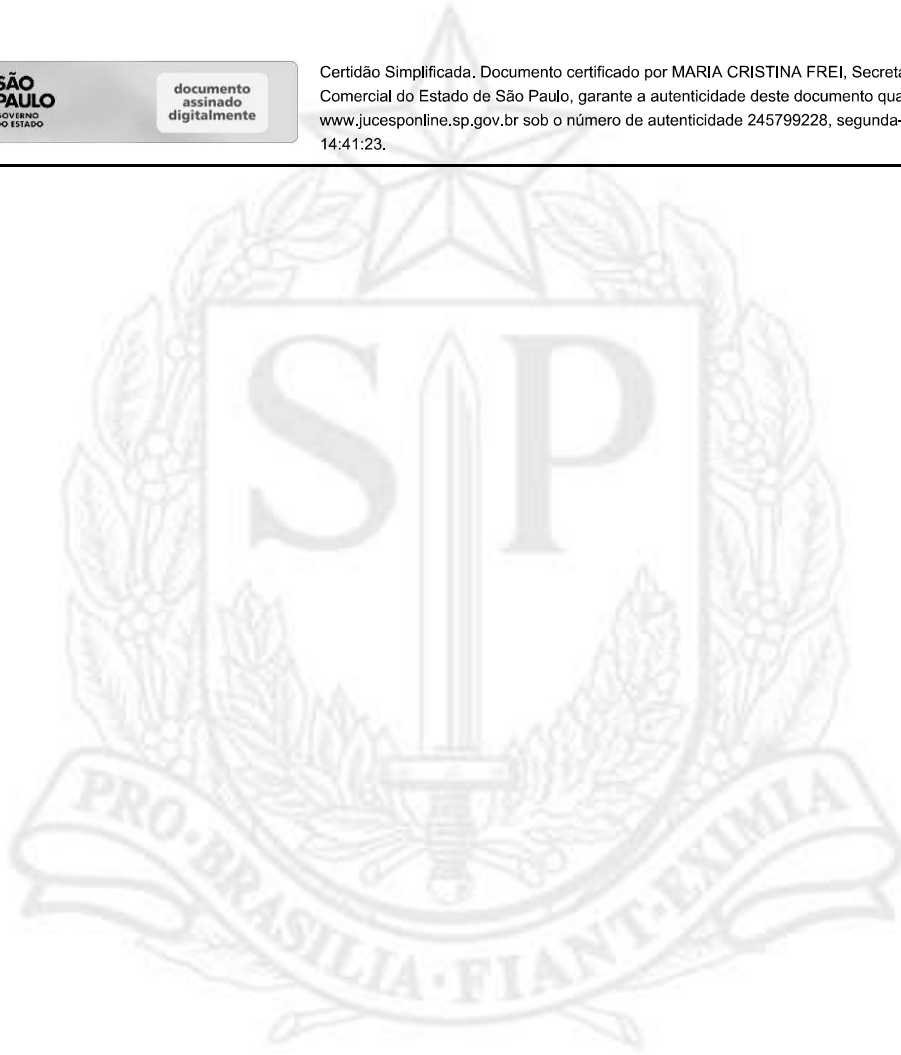 SÃO
PAULO
GOVERNO
DO ESTADO
documento
assinado
digitalmente
Certidão Simplificada. Documento certificado por MARIA CRISTINA FREI, Secreta
Comercial do Estado de São Paulo, garante a autenticidade deste documento qua
www.jucesponline.sp.gov.br sob o número de autenticidade 245799228, segunda-
14:41:23.
S P
PRO·BRASILIA·FIANT·EXIMIA